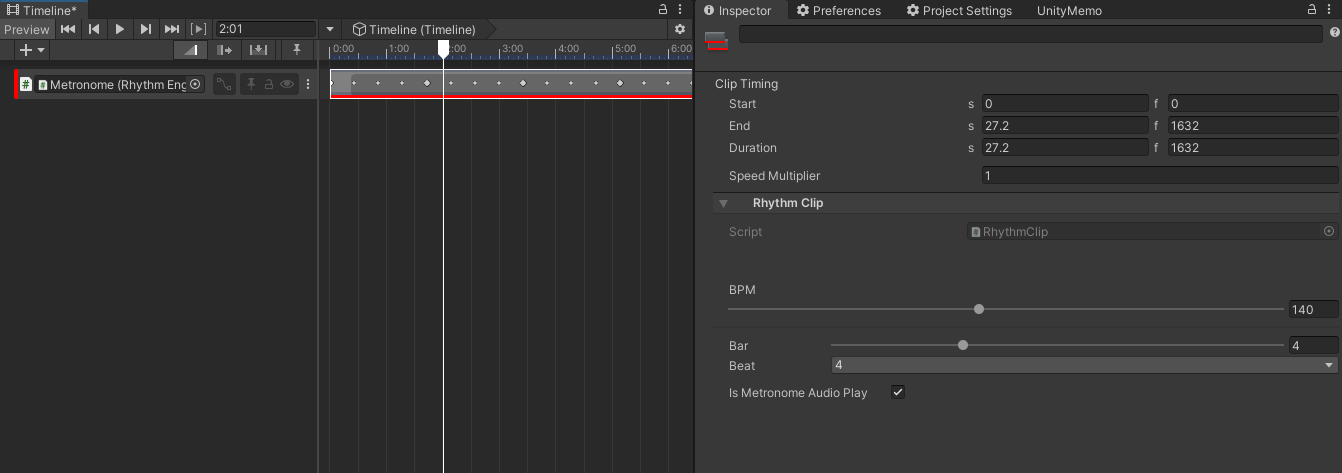 Timeline*
Preview
2:01
Timeline (Timeline)
0:00
1:00
2:00
3:00
4:00
5:00
6:00
Metronome (Rhythm Eng
Inspector
Preferences
Project Settings
UnityMemo
Clip Timing
Start s 0 f 0
End s 27.2 f 1632
Duration s 27.2 f 1632
Speed Multiplier 1
Rhythm Clip
Script RhythmClip
BPM
140
Bar 4
Beat 4
Is Metronome Audio Play